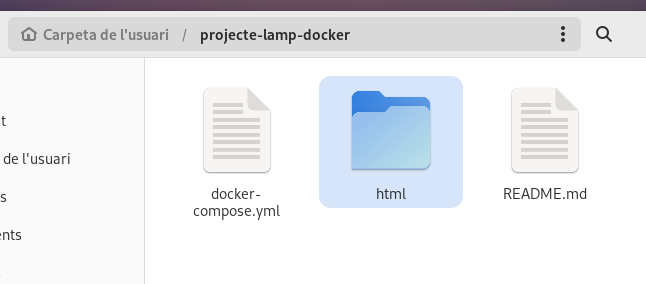 Carpeta de l'usuari / projecte-lamp-docker
t
de l'usuari
s
ents
docker-
compose.yml
html
README.md